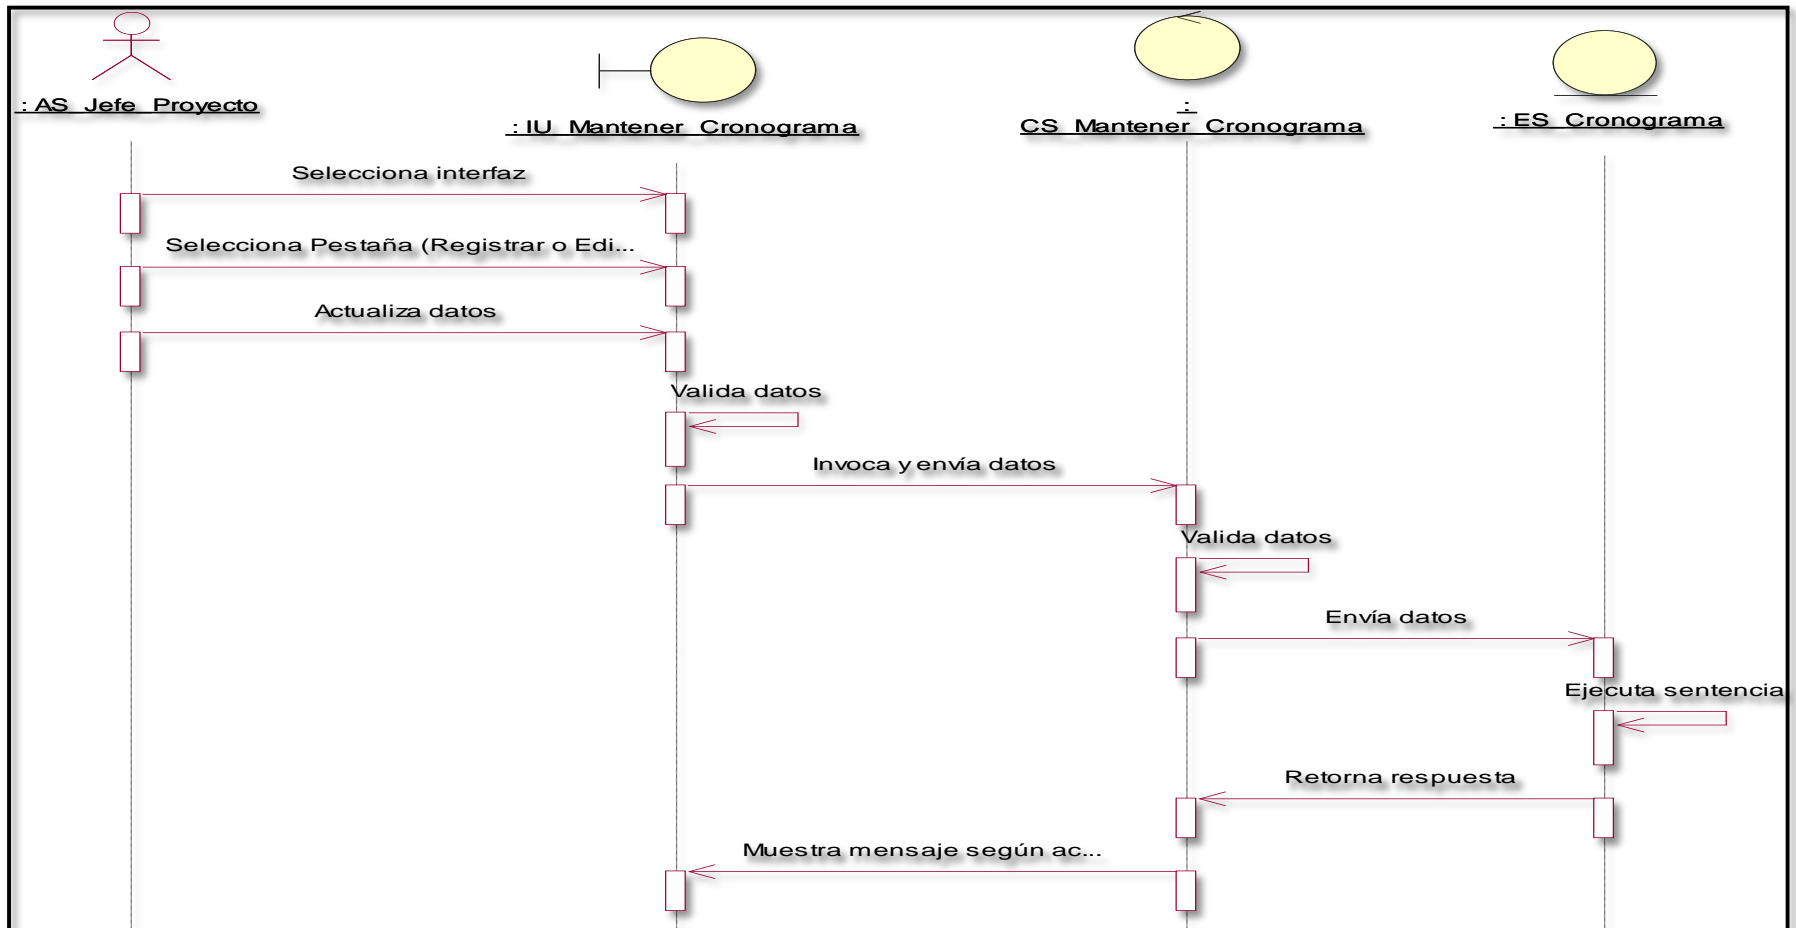 : AS_Jefe_Proyecto
: IU_Mantener_Cronograma
:
CS_Mantener_Cronograma
: ES_Cronograma
Selecciona interfaz
Selecciona Pestaña (Registrar o Edi...
Actualiza datos
Valida datos
Invoca y envía datos
Valida datos
Envía datos
Ejecuta sentencia
Retorna respuesta
Muestra mensaje según ac...